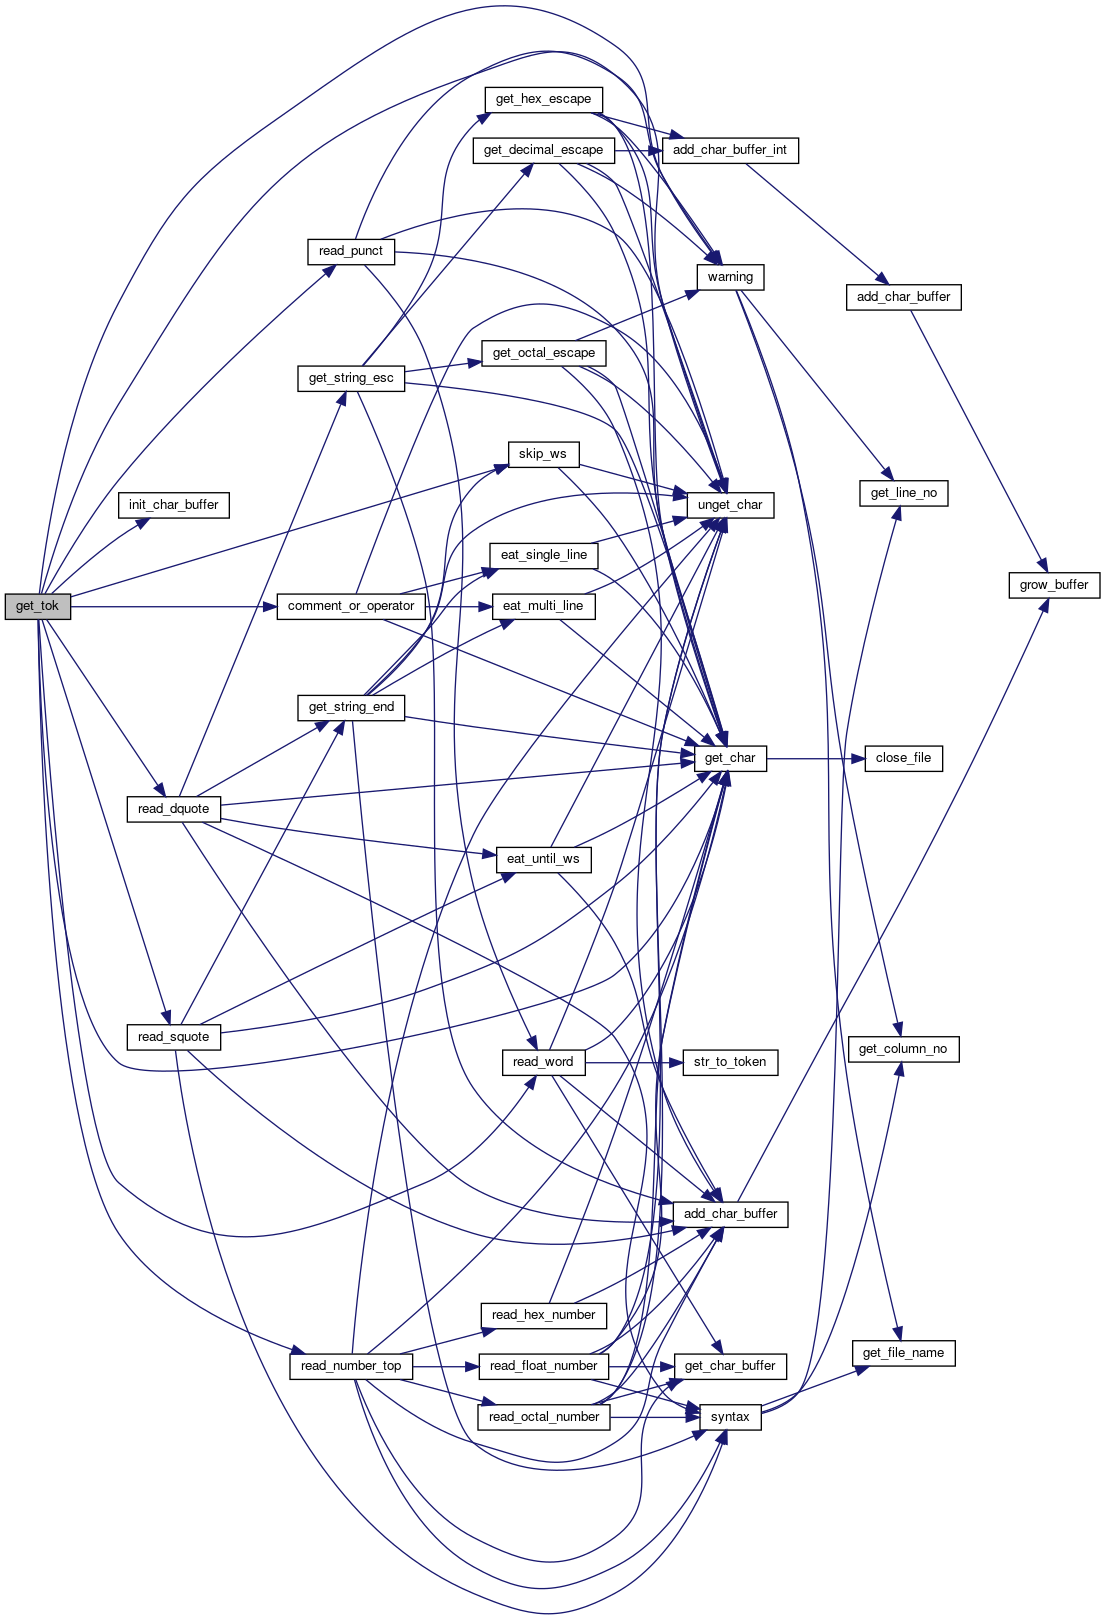 get_hex_escape
get_decimal_escape
add_char_buffer_int
read_punct
warning
add_char_buffer
get_octal_escape
get_string_esc
skip_ws
get_line_no
init_char_buffer
unget_char
eat_single_line
grow_buffer
get_tok
comment_or_operator
eat_multi_line
get_string_end
get_char
close_file
read_dquote
eat_until_ws
read_squote
get_column_no
read_word
str_to_token
add_char_buffer
read_hex_number
get_file_name
read_number_top
read_float_number
get_char_buffer
read_octal_number
syntax